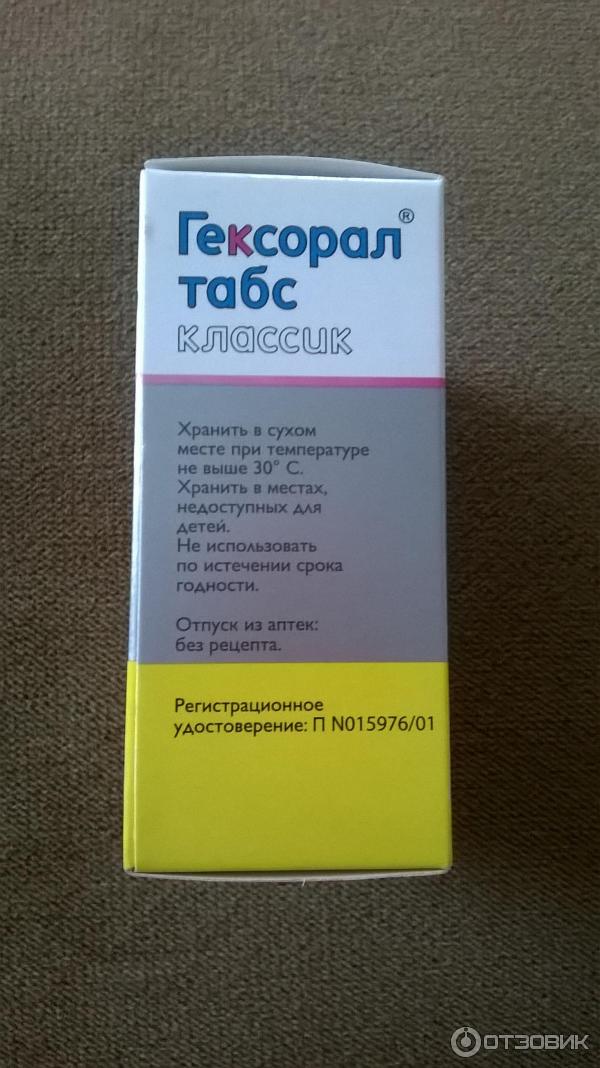 Гексорал®
табс
классик
Хранить в сухом
месте при температуре
не выше 30° С.
Хранить в местах,
недоступных для
детей.
Не использовать
по истечении срока
годности.
Отпуск из аптек:
без рецепта.
Регистрационное
удостоверение: П N015976/01
ОТЗОВИК